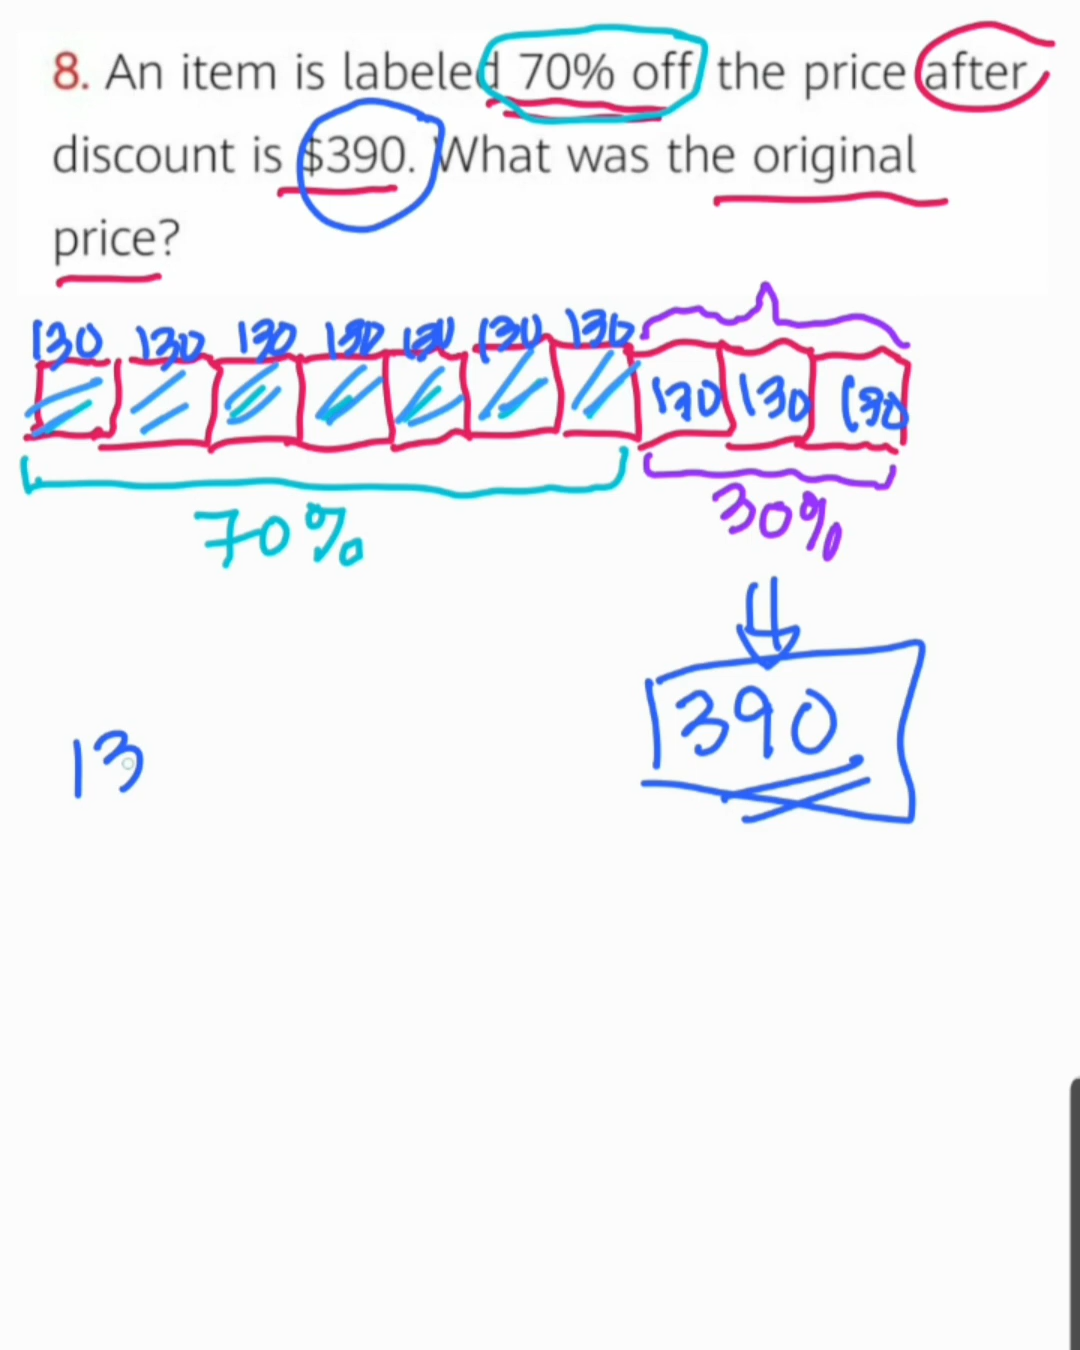 8. An item is labeled 70% off the price after
discount is $390. What was the original
price?
130 130 130 130 130 130 130
130 130 130
70% 30%
390
13